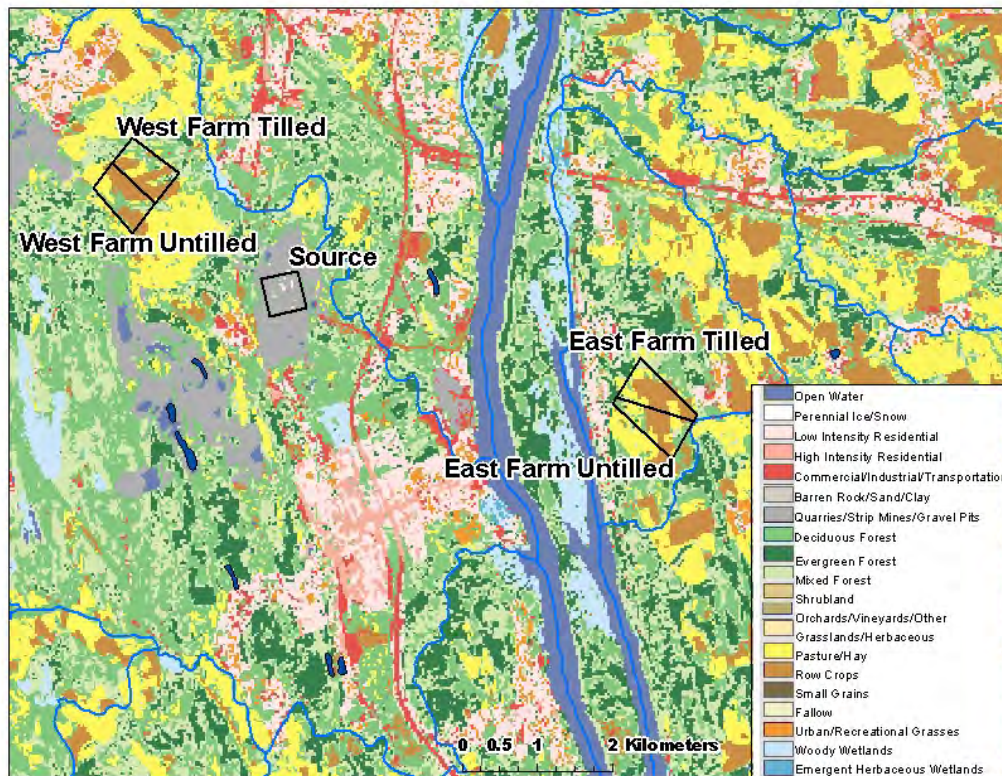 West Farm Tilled
West Farm Untilled
Source
East Farm Tilled
East Farm Untilled
Open Water
Perennial Ice/Snow
Low Intensity Residential
High Intensity Residential
Commercial/Industrial/Transportation
Barren Rock/Sand/Clay
Quarries/Strip Mines/Gravel Pits
Deciduous Forest
Evergreen Forest
Mixed Forest
Shrubland
Orchards/Vineyards/Other
Grasslands/Herbaceous
Pasture/Hay
Row Crops
Small Grains
Fallow
Urban/Recreational Grasses
Woody Wetlands
Emergent Herbaceous Wetlands
0 0.5 1 2 Kilometers